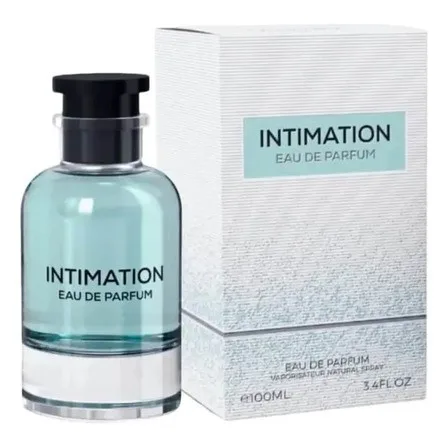 INTIMATION
EAU DE PARFUM
INTIMATION
EAU DE PARFUM
EAU DE PARFUM
VAPORISATEUR NATURAL SPRAY
℮100ML 3.4FL.OZ